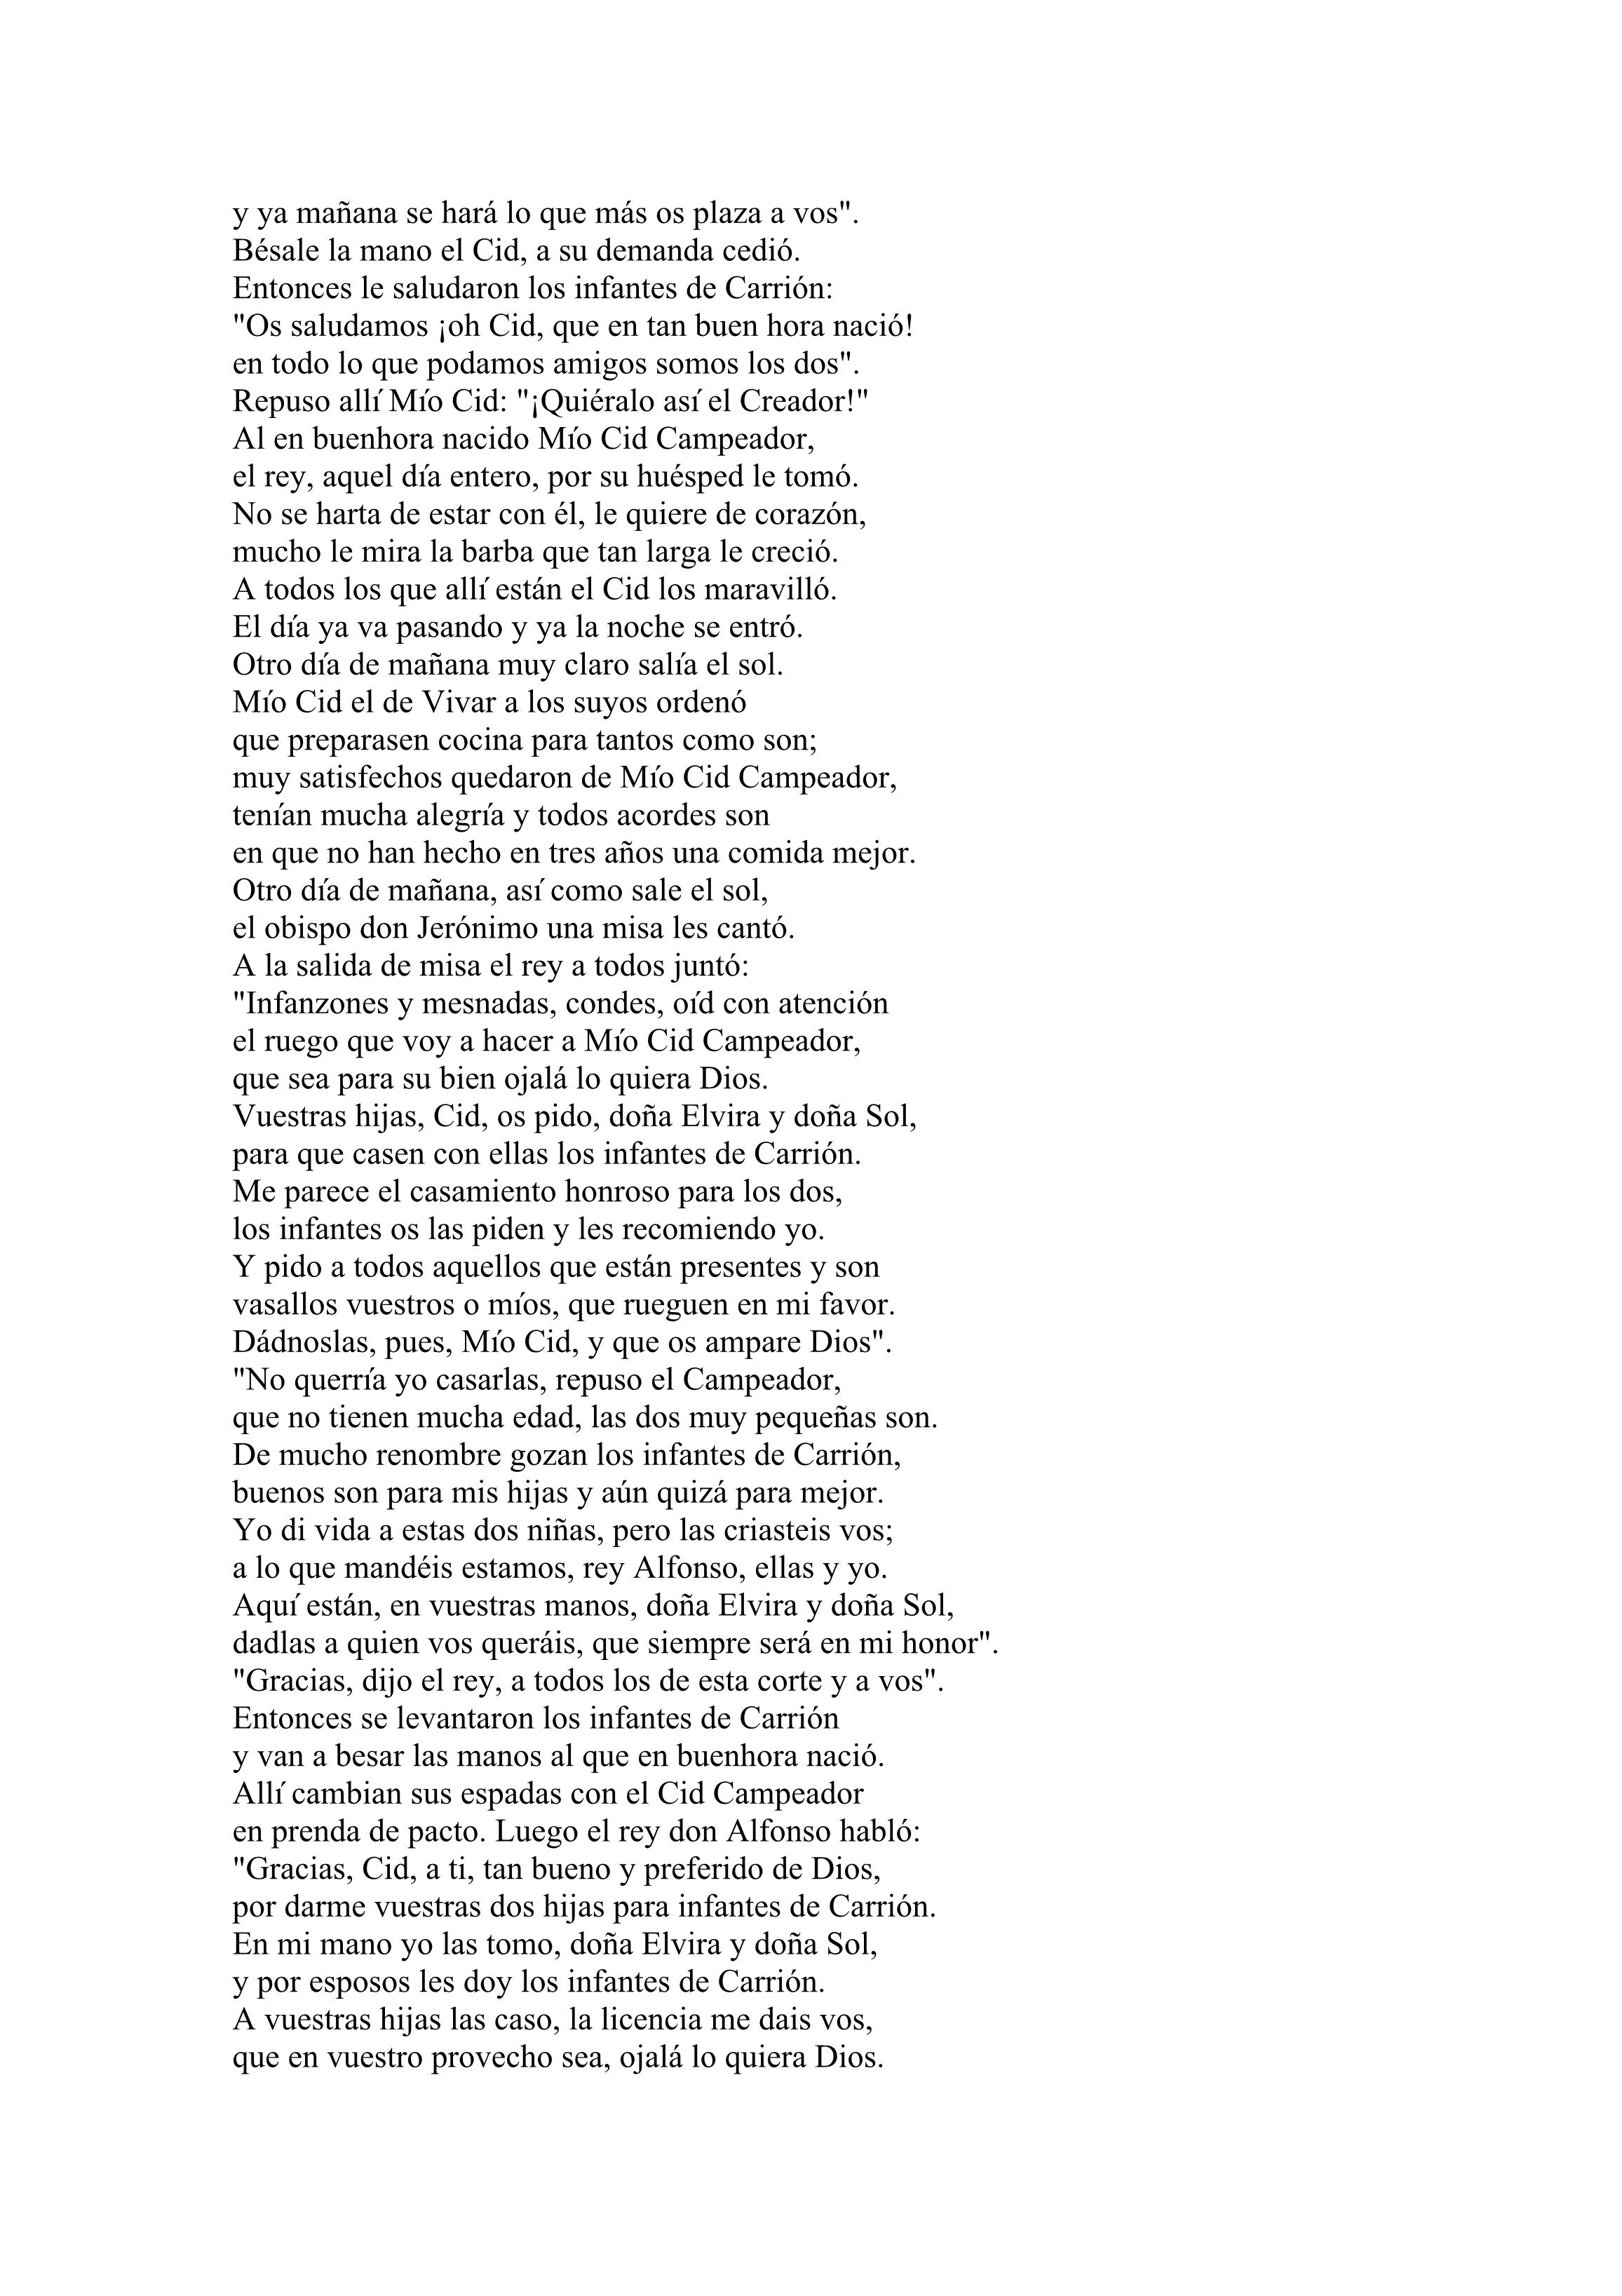 y ya mañana se hará lo que más os plaza a vos".
Bésale la mano el Cid, a su demanda cedió.
Entonces le saludaron los infantes de Carrión:
"Os saludamos ¡oh Cid, que en tan buen hora nació!
en todo lo que podamos amigos somos los dos".
Repuso allí Mío Cid: "¡Quiéralo así el Creador!"
Al en buenhora nacido Mío Cid Campeador,
el rey, aquel día entero, por su huésped le tomó.
No se harta de estar con él, le quiere de corazón,
mucho le mira la barba que tan larga le creció.
A todos los que allí están el Cid los maravilló.
El día ya va pasando y ya la noche se entró.
Otro día de mañana muy claro salía el sol.
Mío Cid el de Vivar a los suyos ordenó
que preparasen cocina para tantos como son;
muy satisfechos quedaron de Mío Cid Campeador,
tenían mucha alegría y todos acordes son
en que no han hecho en tres años una comida mejor.
Otro día de mañana, así como sale el sol,
el obispo don Jerónimo una misa les cantó.
A la salida de misa el rey a todos juntó:
"Infanzones y mesnadas, condes, oíd con atención
el ruego que voy a hacer a Mío Cid Campeador,
que sea para su bien ojalá lo quiera Dios.
Vuestras hijas, Cid, os pido, doña Elvira y doña Sol,
para que casen con ellas los infantes de Carrión.
Me parece el casamiento honroso para los dos,
los infantes os las piden y les recomiendo yo.
Y pido a todos aquellos que están presentes y son
vasallos vuestros o míos, que rueguen en mi favor.
Dádnoslas, pues, Mío Cid, y que os ampare Dios".
"No querría yo casarlas, repuso el Campeador,
que no tienen mucha edad, las dos muy pequeñas son.
De mucho renombre gozan los infantes de Carrión,
buenos son para mis hijas y aún quizá para mejor.
Yo di vida a estas dos niñas, pero las criasteis vos;
a lo que mandéis estamos, rey Alfonso, ellas y yo.
Aquí están, en vuestras manos, doña Elvira y doña Sol,
dadlas a quien vos queráis, que siempre será en mi honor".
"Gracias, dijo el rey, a todos los de esta corte y a vos".
Entonces se levantaron los infantes de Carrión
y van a besar las manos al que en buenhora nació.
Allí cambian sus espadas con el Cid Campeador
en prenda de pacto. Luego el rey don Alfonso habló:
"Gracias, Cid, a ti, tan bueno y preferido de Dios,
por darme vuestras dos hijas para infantes de Carrión.
En mi mano yo las tomo, doña Elvira y doña Sol,
y por esposos les doy los infantes de Carrión.
A vuestras hijas las caso, la licencia me dais vos,
que en vuestro provecho sea, ojalá lo quiera Dios.